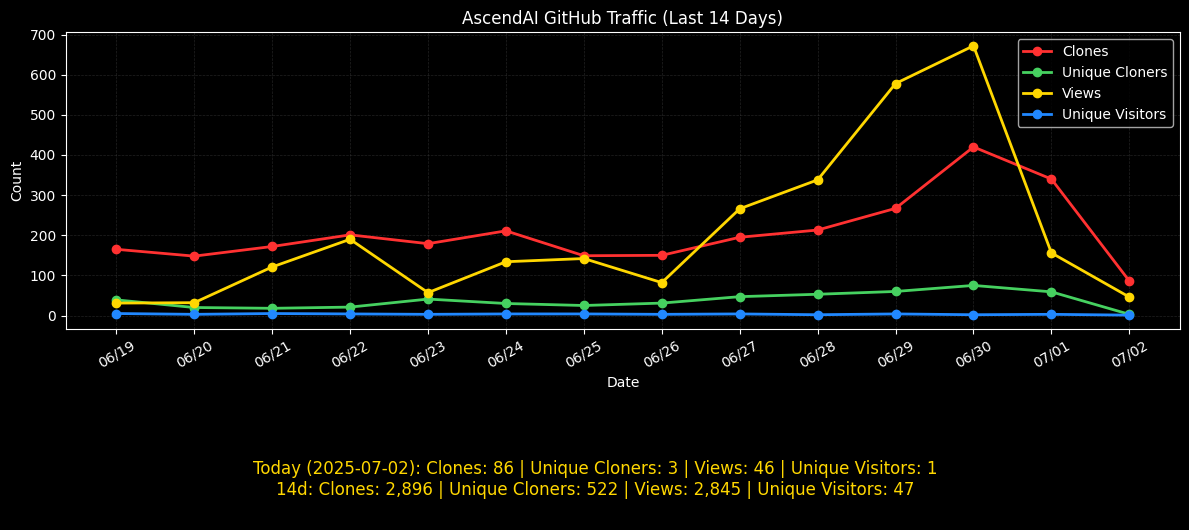 AscendAI GitHub Traffic (Last 14 Days)
700
600
500
400
300
200
100
0
Count
Clones
Unique Cloners
Views
Unique Visitors
06/19 06/20 06/21 06/22 06/23 06/24 06/25 06/26 06/27 06/28 06/29 06/30 07/01 07/02
Date
Today (2025-07-02): Clones: 86 | Unique Cloners: 3 | Views: 46 | Unique Visitors: 1
14d: Clones: 2,896 | Unique Cloners: 522 | Views: 2,845 | Unique Visitors: 47